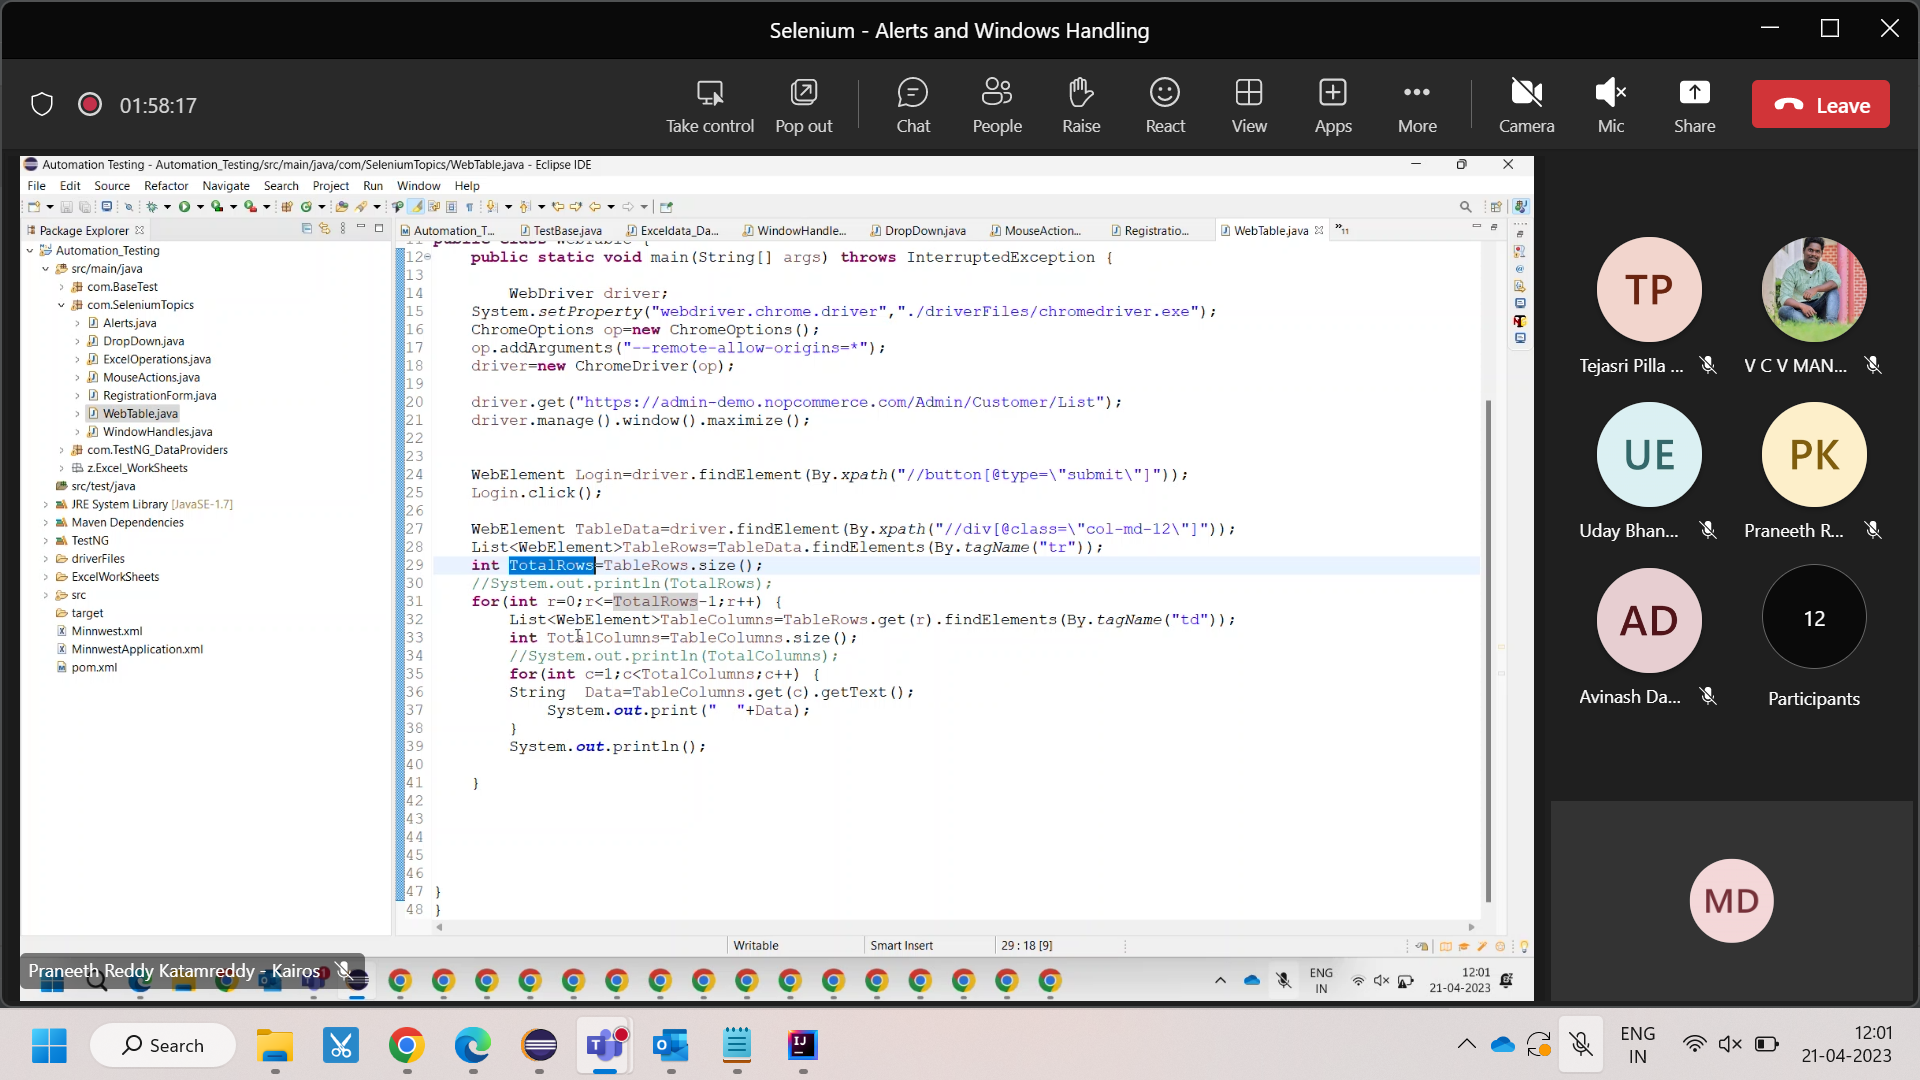 Selenium - Alerts and Windows Handling
01:58:17
Take control
Pop out
Chat
People
Raise
React
View
Apps
More
Camera
Mic
Share
Leave
Automation Testing - Automation_Testing/src/main/java/com/SeleniumTopics/WebTable.java - Eclipse IDE
File Edit Source Refactor Navigate Search Project Run Window Help
Package Explorer
Automation_Testing
src/main/java
com.BaseTest
com.SeleniumTopics
Alerts.java
DropDown.java
ExcelOperations.java
MouseActions.java
RegistrationForm.java
WebTable.java
WindowHandles.java
com.TestNG_DataProviders
z.Excel_WorkSheets
src/test/java
JRE System Library [JavaSE-1.7]
Maven Dependencies
TestNG
driverFiles
ExcelWorkSheets
src
target
Minnwest.xml
MinnwestApplication.xml
pom.xml
Automation_T... TestBase.java Exceldata_Da... WindowHandle... DropDown.java MouseAction... Registratio... WebTable.java »11
11 public class WebTable {
12 public static void main(String[] args) throws InterruptedException {
13
14 WebDriver driver;
15 System.setProperty("webdriver.chrome.driver","./driverFiles/chromedriver.exe");
16 ChromeOptions op=new ChromeOptions();
17 op.addArguments("--remote-allow-origins=*");
18 driver=new ChromeDriver(op);
19
20 driver.get("https://admin-demo.nopcommerce.com/Admin/Customer/List");
21 driver.manage().window().maximize();
22
23
24 WebElement Login=driver.findElement(By.xpath("//button[@type=\"submit\"]"));
25 Login.click();
26
27 WebElement TableData=driver.findElement(By.xpath("//div[@class=\"col-md-12\"]"));
28 List<WebElement>TableRows=TableData.findElements(By.tagName("tr"));
29 int TotalRows=TableRows.size();
30 //System.out.println(TotalRows);
31 for(int r=0;r<=TotalRows-1;r++) {
32 List<WebElement>TableColumns=TableRows.get(r).findElements(By.tagName("td"));
33 int TotalColumns=TableColumns.size();
34 //System.out.println(TotalColumns);
35 for(int c=1;c<TotalColumns;c++) {
36 String Data=TableColumns.get(c).getText();
37 System.out.print("  "+Data);
38 }
39 System.out.println();
40
41 }
42
43
44
45
46
47 }
48 }
Writable
Smart Insert
29 : 18 [9]
Praneeth Reddy Katamreddy - Kairos
ENG
IN
12:01
21-04-2023
TP
Tejasri Pilla ...
V C V MAN...
UE
Uday Bhan...
PK
Praneeth R...
AD
Avinash Da...
12
Participants
MD
Search
ENG
IN
12:01
21-04-2023